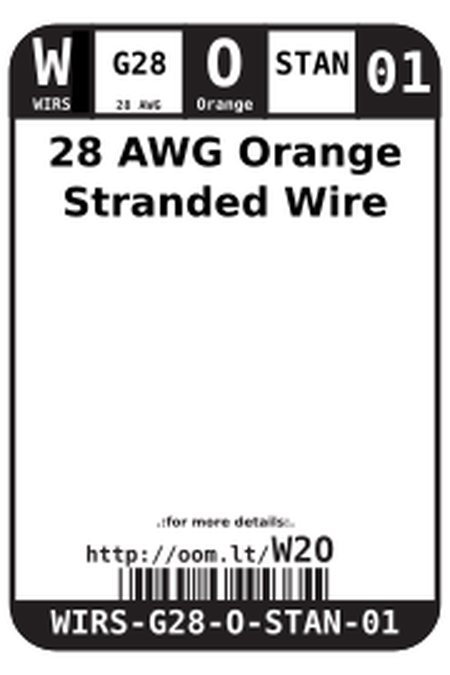 W G28 O STAN 01
WIRS 28 AWG Orange
28 AWG Orange
Stranded Wire
.:for more details:.
http://oom.lt/W2O
WIRS-G28-O-STAN-01